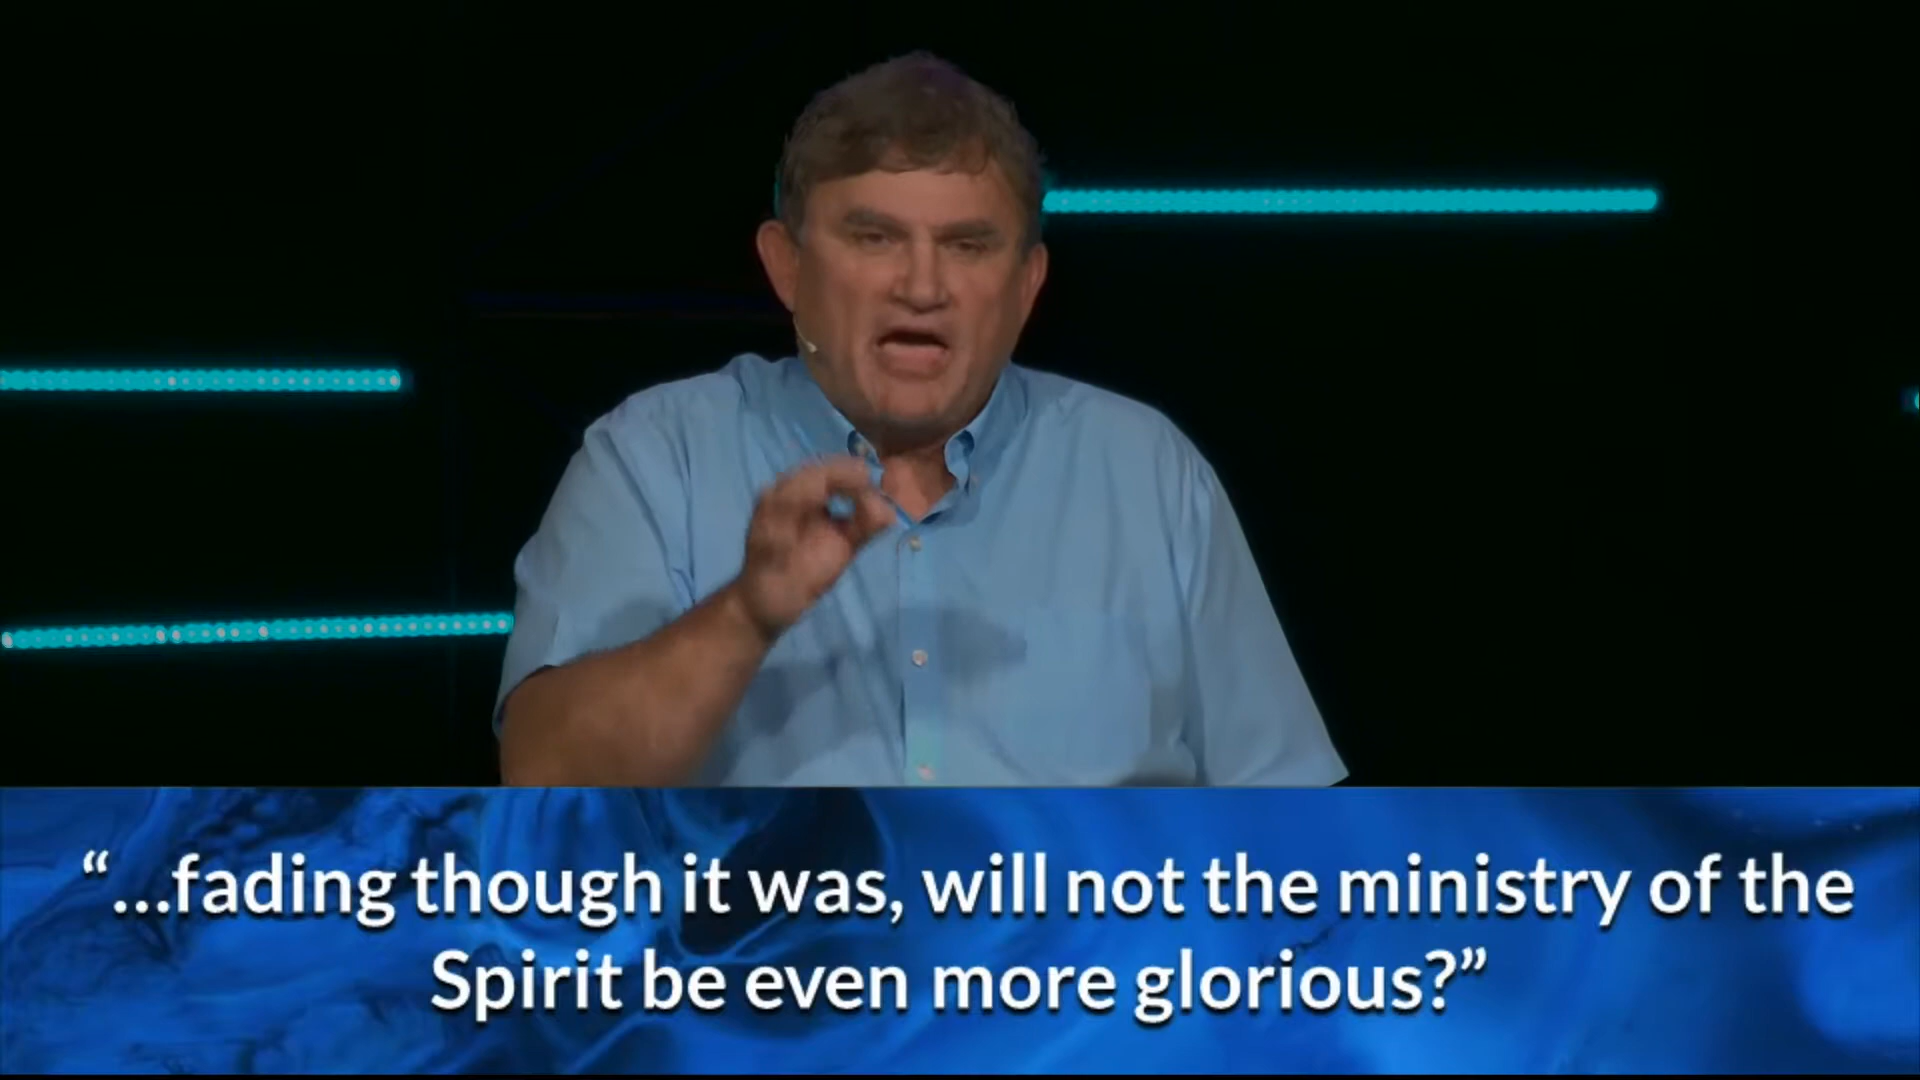 “...fading though it was, will not the ministry of the
Spirit be even more glorious?”